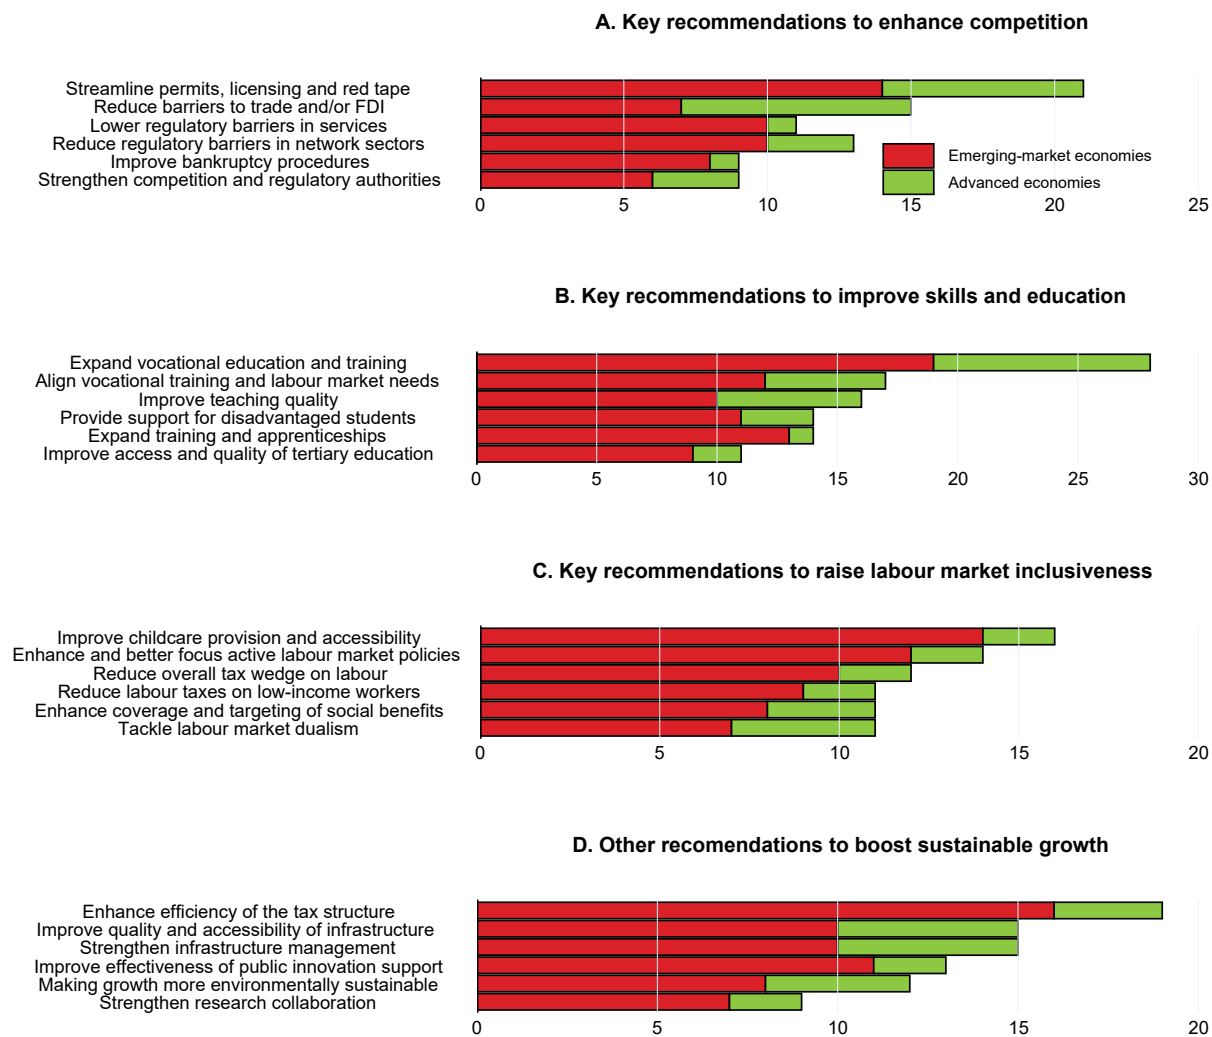 A. Key recommendations to enhance competition
Streamline permits, licensing and red tape
Reduce barriers to trade and/or FDI
Lower regulatory barriers in services
Reduce regulatory barriers in network sectors
Improve bankruptcy procedures
Strengthen competition and regulatory authorities
Emerging-market economies
Advanced economies
0 5 10 15 20 25
B. Key recommendations to improve skills and education
Expand vocational education and training
Align vocational training and labour market needs
Improve teaching quality
Provide support for disadvantaged students
Expand training and apprenticeships
Improve access and quality of tertiary education
0 5 10 15 20 25 30
C. Key recommendations to raise labour market inclusiveness
Improve childcare provision and accessibility
Enhance and better focus active labour market policies
Reduce overall tax wedge on labour
Reduce labour taxes on low-income workers
Enhance coverage and targeting of social benefits
Tackle labour market dualism
0 5 10 15 20
D. Other recomendations to boost sustainable growth
Enhance efficiency of the tax structure
Improve quality and accessibility of infrastructure
Strengthen infrastructure management
Improve effectiveness of public innovation support
Making growth more environmentally sustainable
Strengthen research collaboration
0 5 10 15 20